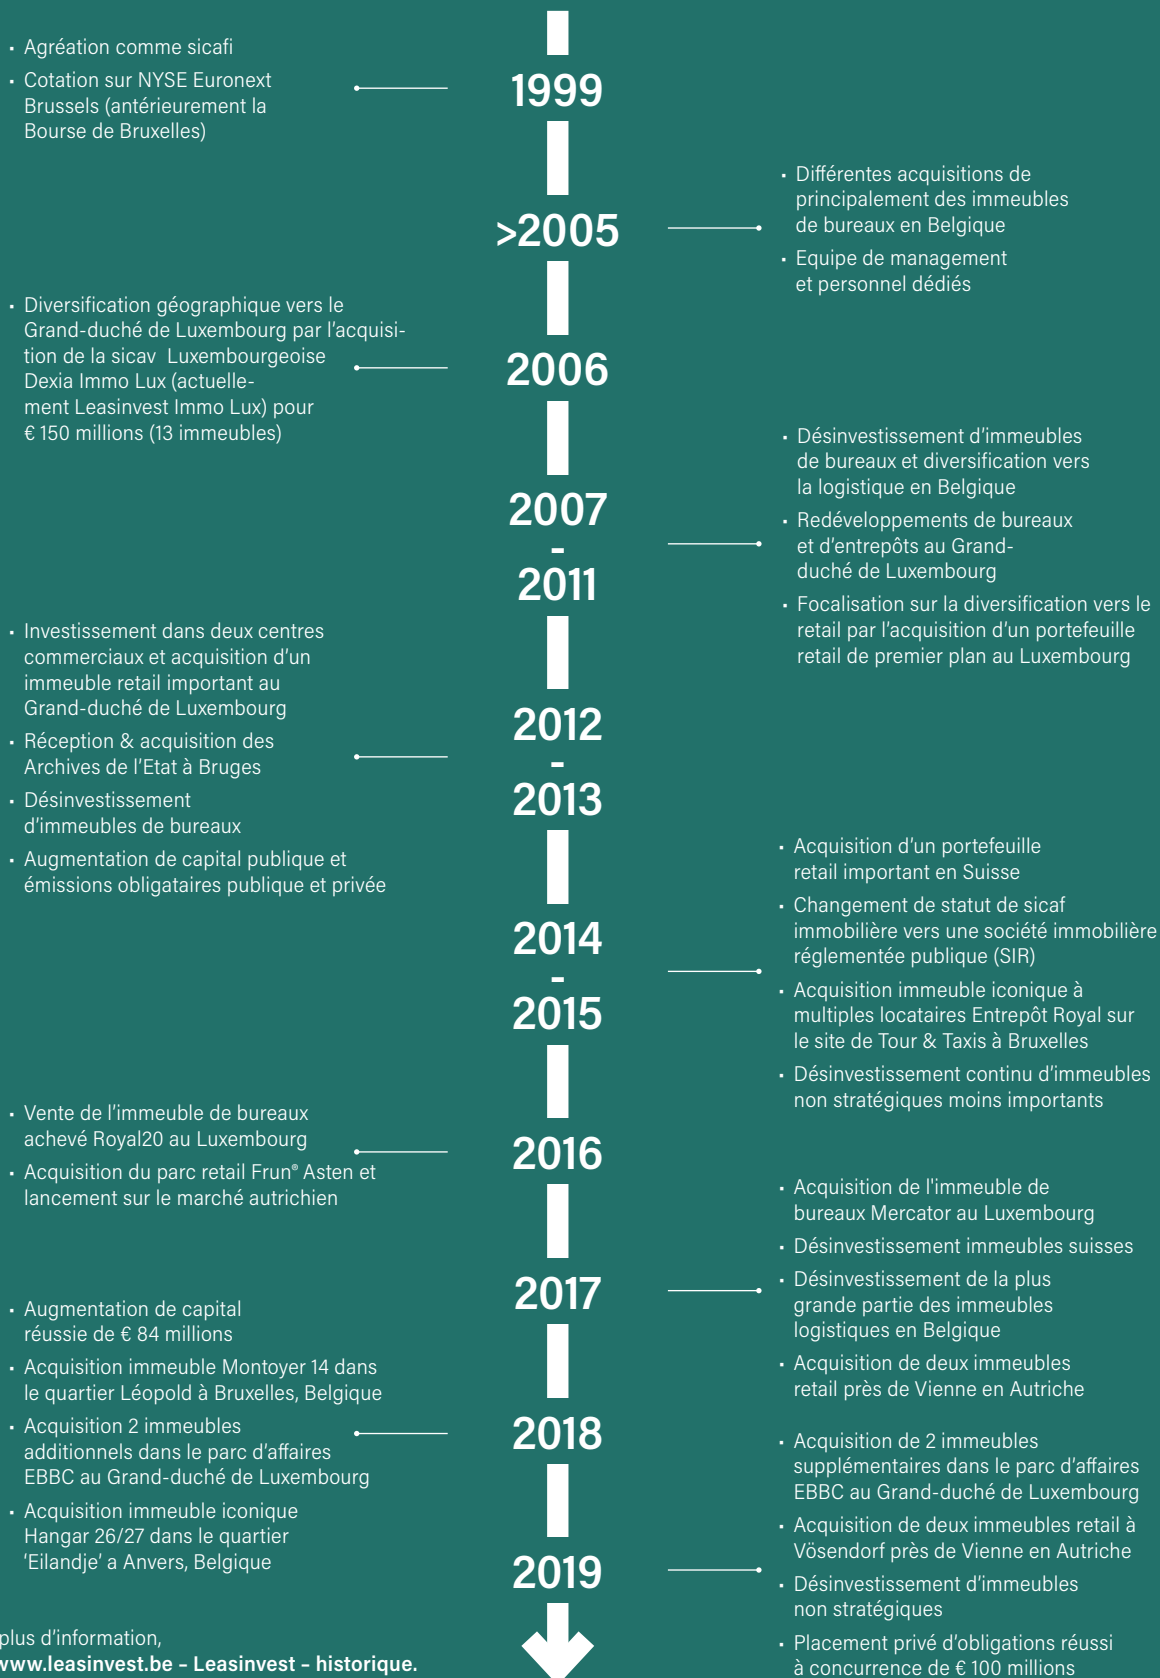 1999
• Agréation comme sicafi
• Cotation sur NYSE Euronext
Brussels (antérieurement la
Bourse de Bruxelles)
>2005
• Différentes acquisitions de
principalement des immeubles
de bureaux en Belgique
• Equipe de management
et personnel dédiés
2006
• Diversification géographique vers le
Grand-duché de Luxembourg par l'acquisi-
tion de la sicav Luxembourgeoise
Dexia Immo Lux (actuelle-
ment Leasinvest Immo Lux) pour
€ 150 millions (13 immeubles)
2007
-
2011
• Désinvestissement d'immeubles
de bureaux et diversification vers
la logistique en Belgique
• Redéveloppements de bureaux
et d'entrepôts au Grand-
duché de Luxembourg
• Focalisation sur la diversification vers le
retail par l'acquisition d'un portefeuille
retail de premier plan au Luxembourg
2012
-
2013
• Investissement dans deux centres
commerciaux et acquisition d'un
immeuble retail important au
Grand-duché de Luxembourg
• Réception & acquisition des
Archives de l'Etat à Bruges
• Désinvestissement
d'immeubles de bureaux
• Augmentation de capital publique et
émissions obligataires publique et privée
2014
-
2015
• Acquisition d'un portefeuille
retail important en Suisse
• Changement de statut de sicaf
immobilière vers une société immobilière
réglementée publique (SIR)
• Acquisition immeuble iconique à
multiples locataires Entrepôt Royal sur
le site de Tour & Taxis à Bruxelles
• Désinvestissement continu d'immeubles
non stratégiques moins importants
2016
• Vente de l'immeuble de bureaux
achevé Royal20 au Luxembourg
• Acquisition du parc retail Frun® Asten et
lancement sur le marché autrichien
2017
• Acquisition de l'immeuble de
bureaux Mercator au Luxembourg
• Désinvestissement immeubles suisses
• Désinvestissement de la plus
grande partie des immeubles
logistiques en Belgique
• Acquisition de deux immeubles
retail près de Vienne en Autriche
2018
• Augmentation de capital
réussie de € 84 millions
• Acquisition immeuble Montoyer 14 dans
le quartier Léopold à Bruxelles, Belgique
• Acquisition 2 immeubles
additionnels dans le parc d'affaires
EBBC au Grand-duché de Luxembourg
• Acquisition immeuble iconique
Hangar 26/27 dans le quartier
'Eilandje' a Anvers, Belgique
2019
• Acquisition de 2 immeubles
supplémentaires dans le parc d'affaires
EBBC au Grand-duché de Luxembourg
• Acquisition de deux immeubles retail à
Vösendorf près de Vienne en Autriche
• Désinvestissement d'immeubles
non stratégiques
• Placement privé d'obligations réussi
à concurrence de € 100 millions
plus d'information,
www.leasinvest.be – Leasinvest – historique.